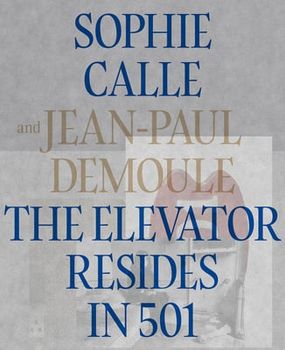 SOPHIE
CALLE
and JEAN-PAUL
DEMOULE
THE ELEVATOR
RESIDES
IN 501